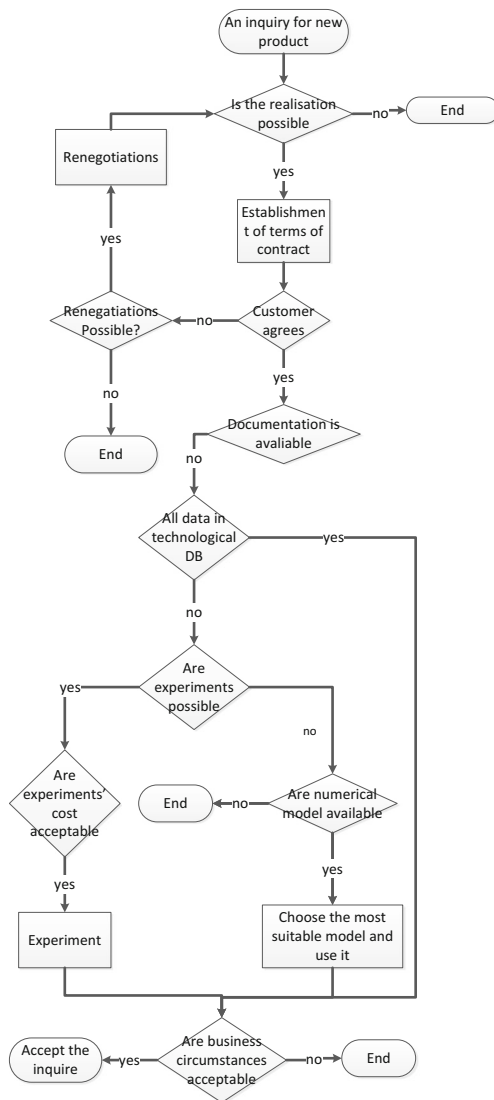 An inquiry for new
product
Is the realisation
possible
no
End
Renegotiations
yes
yes
Establishmen
t of terms of
contract
Renegatiations
Possible?
no
Customer
agrees
yes
no
End
Documentation is
avaliable
no
All data in
technological
DB
yes
no
Are
experiments
possible
yes
no
Are
experiments'
cost
acceptable
End
no
Are numerical
model available
yes
yes
Experiment
Choose the most
suitable model and
use it
Accept the
inquire
yes
Are business
circumstances
acceptable
no
End